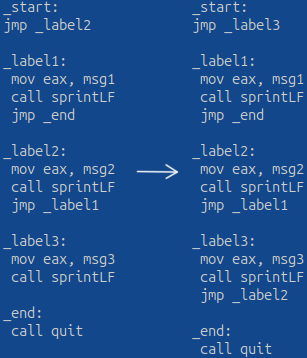 _start:
jmp _label2
_label1:
mov eax, msg1
call sprintLF
jmp _end
_label2:
mov eax, msg2
call sprintLF
jmp _label1
_label3:
mov eax, msg3
call sprintLF
_end:
call quit
_start:
jmp _label3
_label1:
mov eax, msg1
call sprintLF
jmp _end
_label2:
mov eax, msg2
call sprintLF
jmp _label1
_label3:
mov eax, msg3
call sprintLF
jmp _label2
_end:
call quit